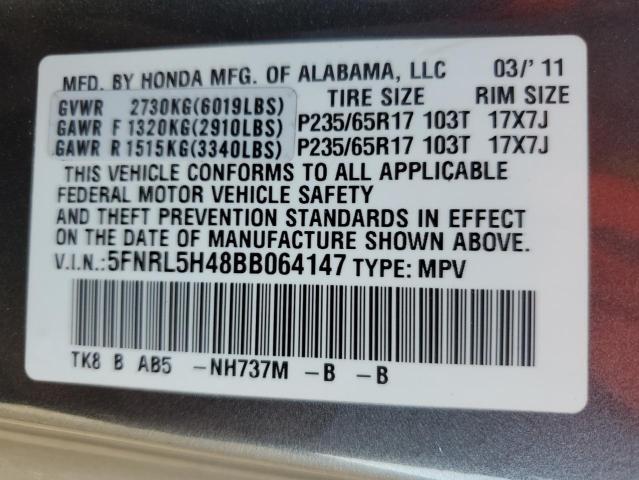 MFD. BY HONDA MFG. OF ALABAMA, LLC 03/'11
GVWR 2730KG(6019LBS) TIRE SIZE RIM SIZE
GAWR F 1320KG(2910LBS) P235/65R17 103T 17X7J
GAWR R 1515KG(3340LBS) P235/65R17 103T 17X7J
THIS VEHICLE CONFORMS TO ALL APPLICABLE
FEDERAL MOTOR VEHICLE SAFETY
AND THEFT PREVENTION STANDARDS IN EFFECT
ON THE DATE OF MANUFACTURE SHOWN ABOVE.
V.I.N.:5FNRL5H48BB064147 TYPE: MPV
TK8 B AB5 -NH737M -B -B